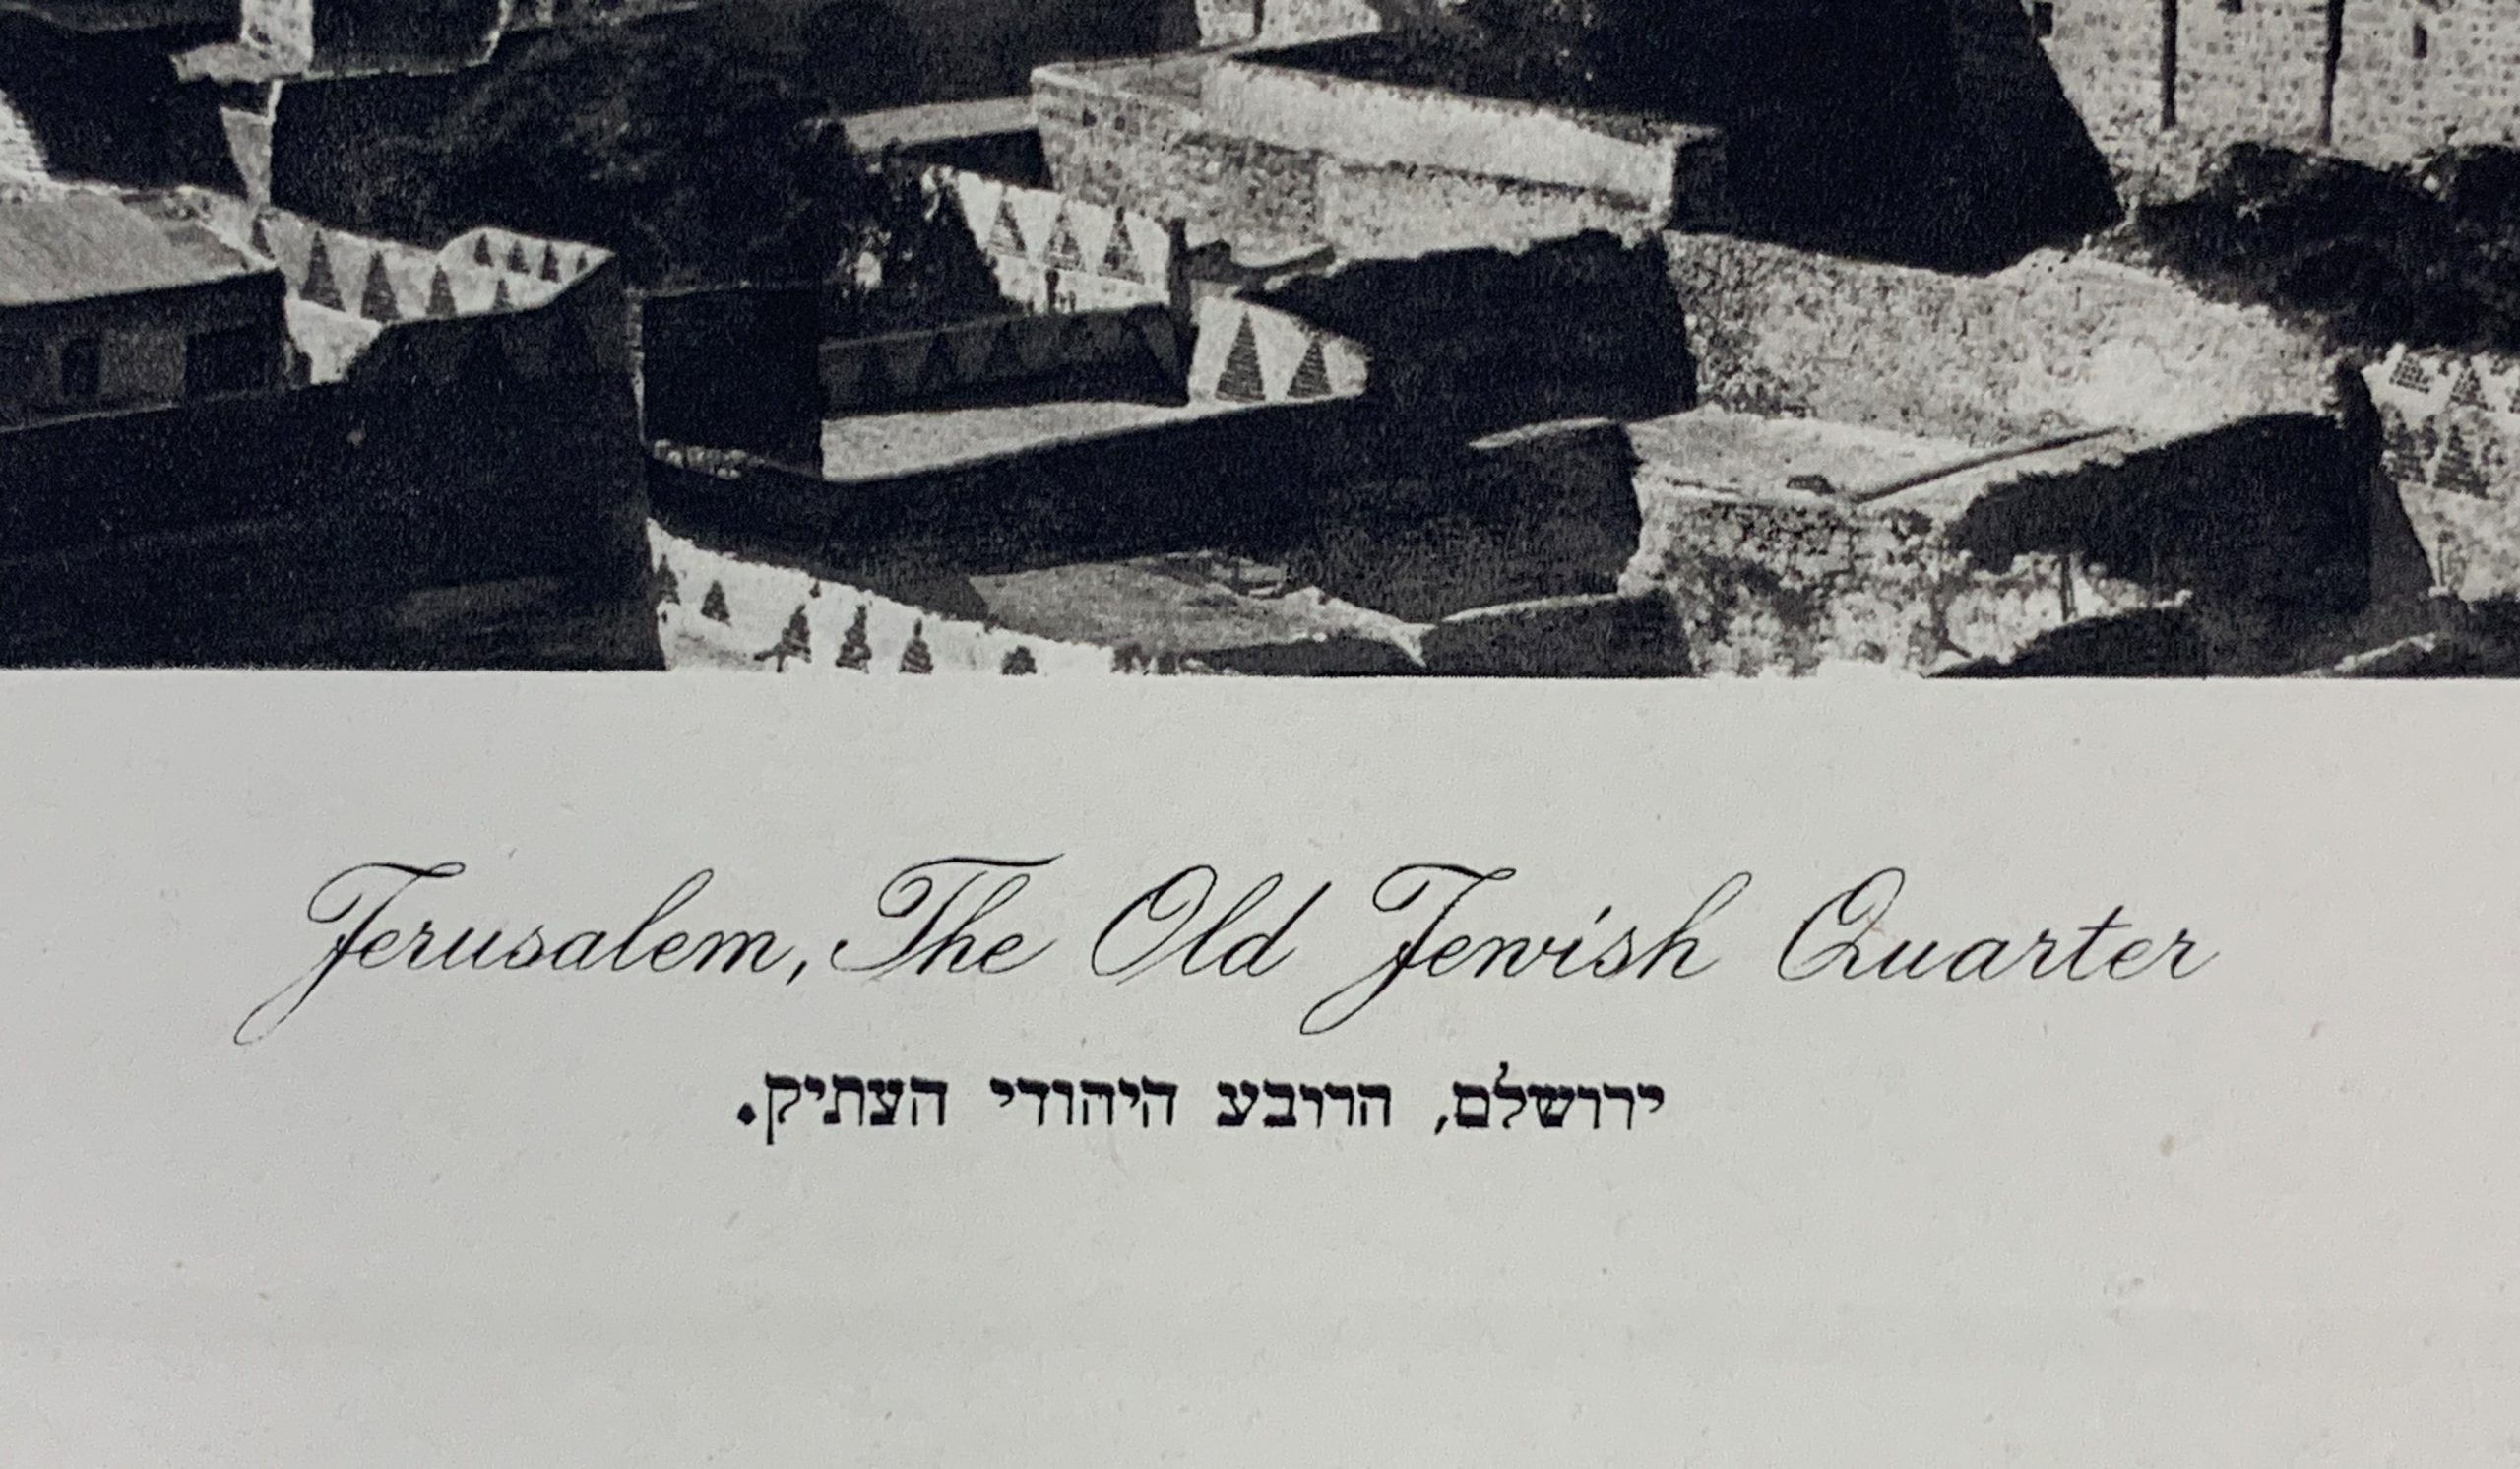 Jerusalem, The Old Jewish Quarter
ירושלם, הרובע היהודי העתיק.